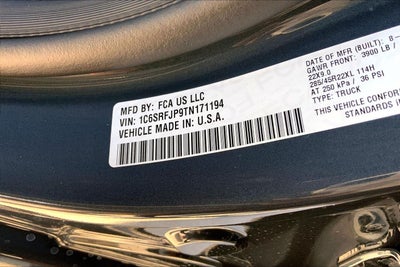 MFD BY: FCA US LLC
VIN: 1C6SRFJP9TN171194
VEHICLE MADE IN: U.S.A.
DATE OF MFR (BUILT): 8-
GAWR FRONT: 3900 LB /
22X9.0
285/45R22XL 114H
AT 250 kPa / 36 PSI
TYPE: TRUCK
THIS VEHICLE CONFOR
STANDARDS IN